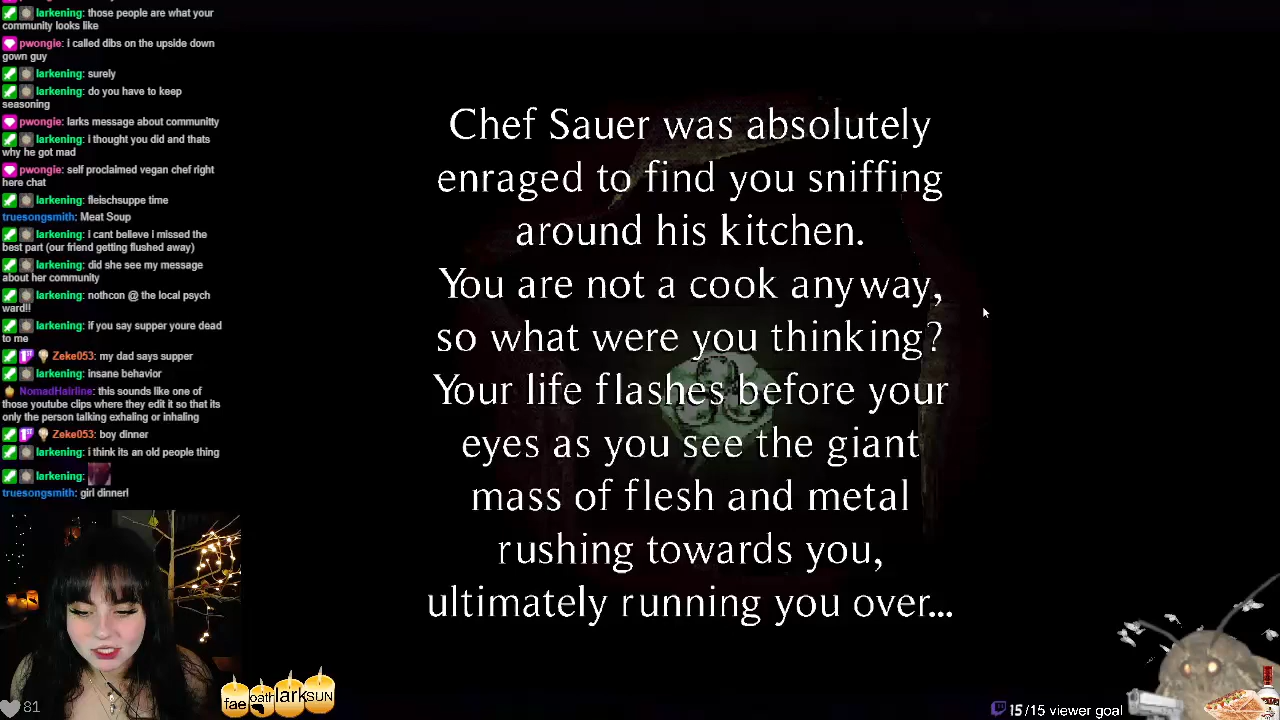 larkening: those people are what your
community looks like
pwongie: i called dibs on the upside down
gown guy
larkening: surely
larkening: do you have to keep
seasoning
pwongie: larks message about communitty
larkening: i thought you did and thats
why he got mad
pwongie: self proclaimed vegan chef right
here chat
larkening: fleischsuppe time
truesongsmith: Meat Soup
larkening: i cant believe i missed the
best part (our friend getting flushed away)
larkening: did she see my message
about her community
larkening: nothcon @ the local psych
ward!!
larkening: if you say supper youre dead
to me
Zeke053: my dad says supper
larkening: insane behavior
NomadHairline: this sounds like one of
those youtube clips where they edit it so that its
only the person talking exhaling or inhaling
Zeke053: boy dinner
larkening: i think its an old people thing
larkening:
truesongsmith: girl dinner!
Chef Sauer was absolutely
enraged to find you sniffing
around his kitchen.
You are not a cook anyway,
so what were you thinking?
Your life flashes before your
eyes as you see the giant
mass of flesh and metal
rushing towards you,
ultimately running you over...
81
fae oath lark SUN
15/15 viewer goal